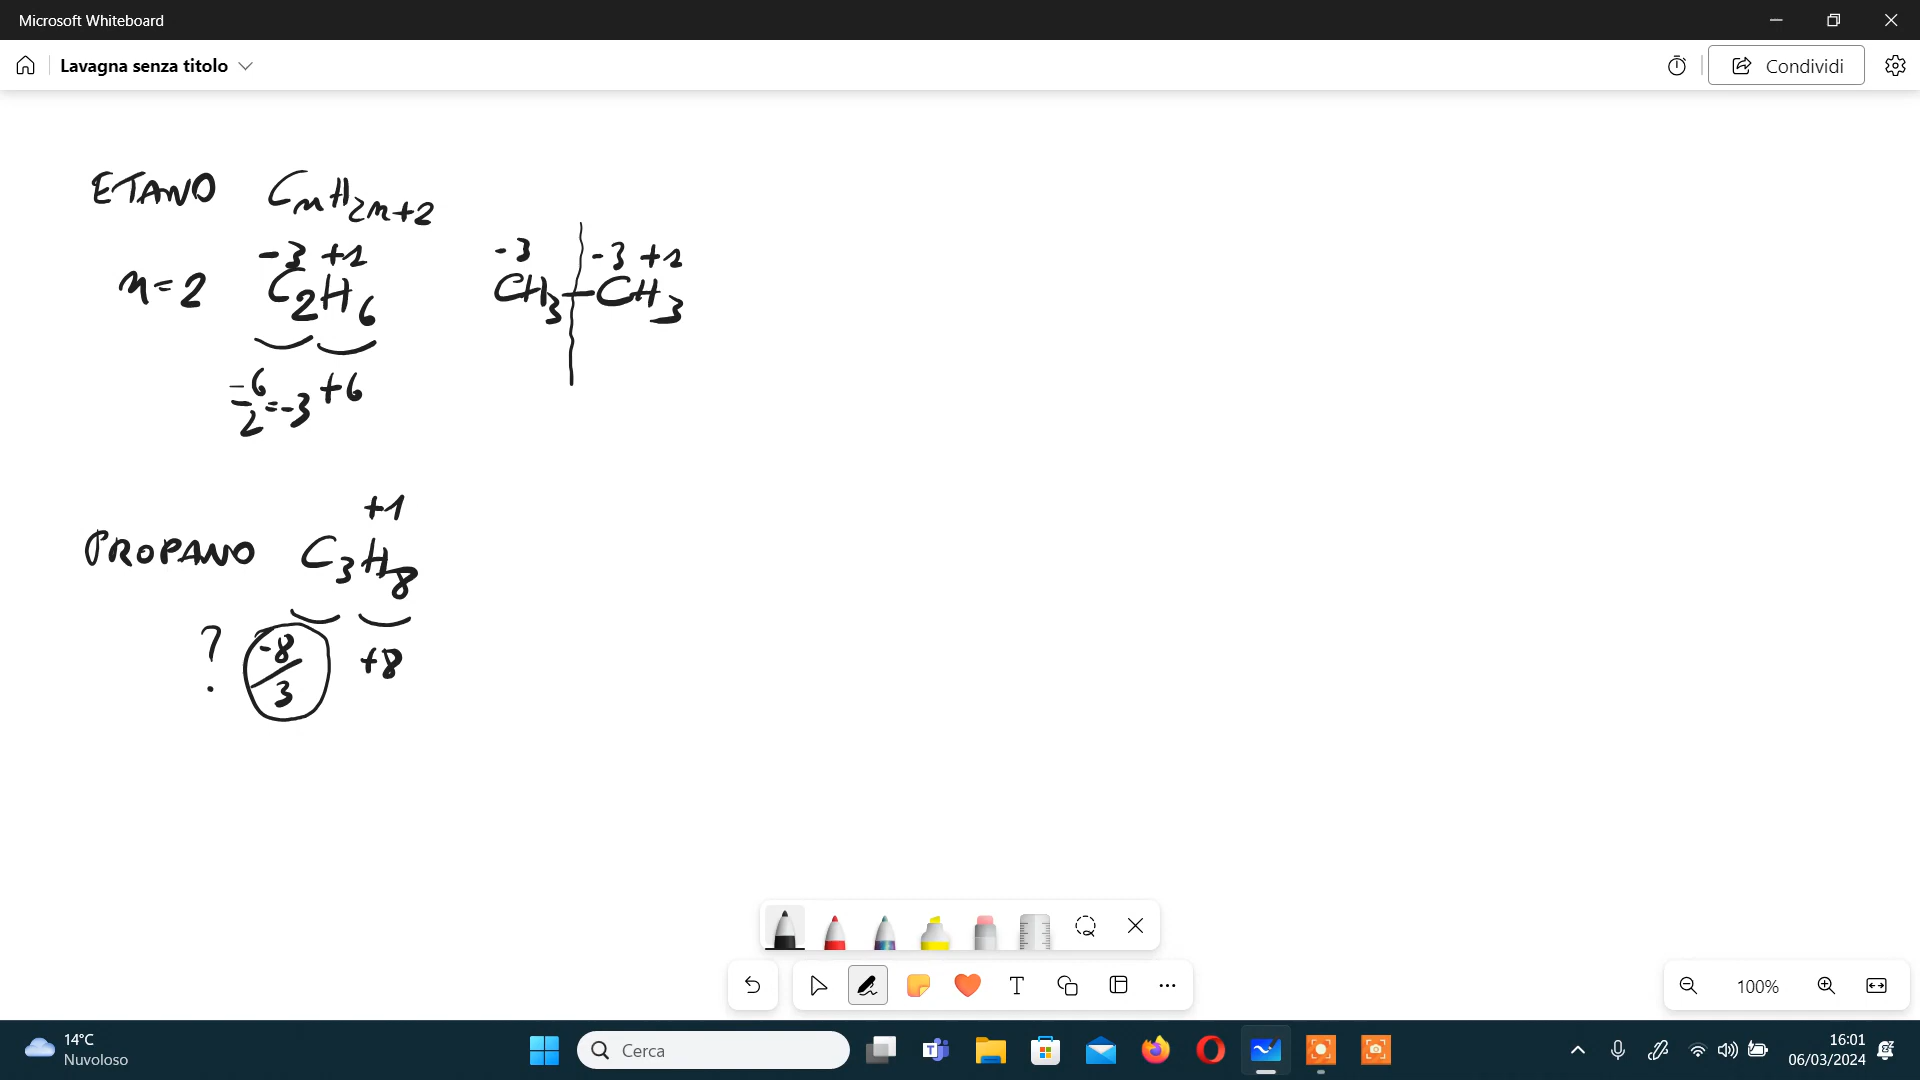 Microsoft Whiteboard
Lavagna senza titolo
Condividi
ETANO CnH2n+2
-3 +1
-3 -3 +1
n=2 C2H6 CH3-CH3
-6/2=-3 +6
+1
PROPANO C3H8
? -8/3 +8
T
100%
14°C
Nuvoloso
Cerca
16:01
06/03/2024